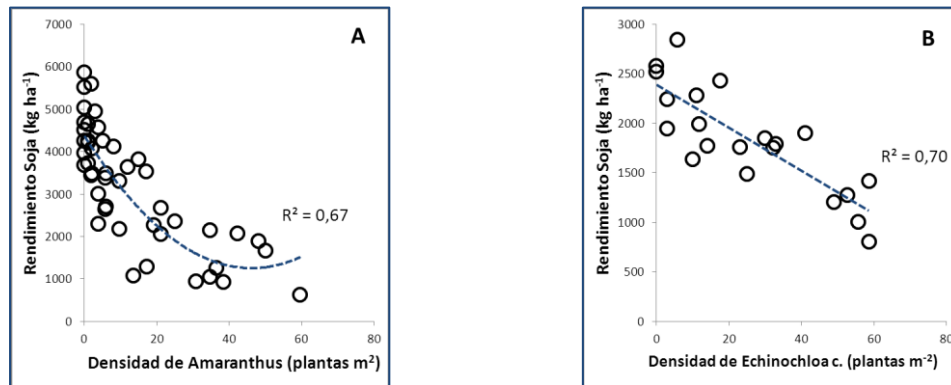 A
Rendimiento Soja (kg ha⁻¹)
7000
6000
5000
4000
3000
2000
1000
0
R² = 0,67
0 20 40 60 80
Densidad de Amaranthus (plantas m²)
B
Rendimiento Soja (kg ha⁻¹)
3000
2500
2000
1500
1000
500
0
R² = 0,70
0 20 40 60 80
Densidad de Echinochloa c. (plantas m⁻²)